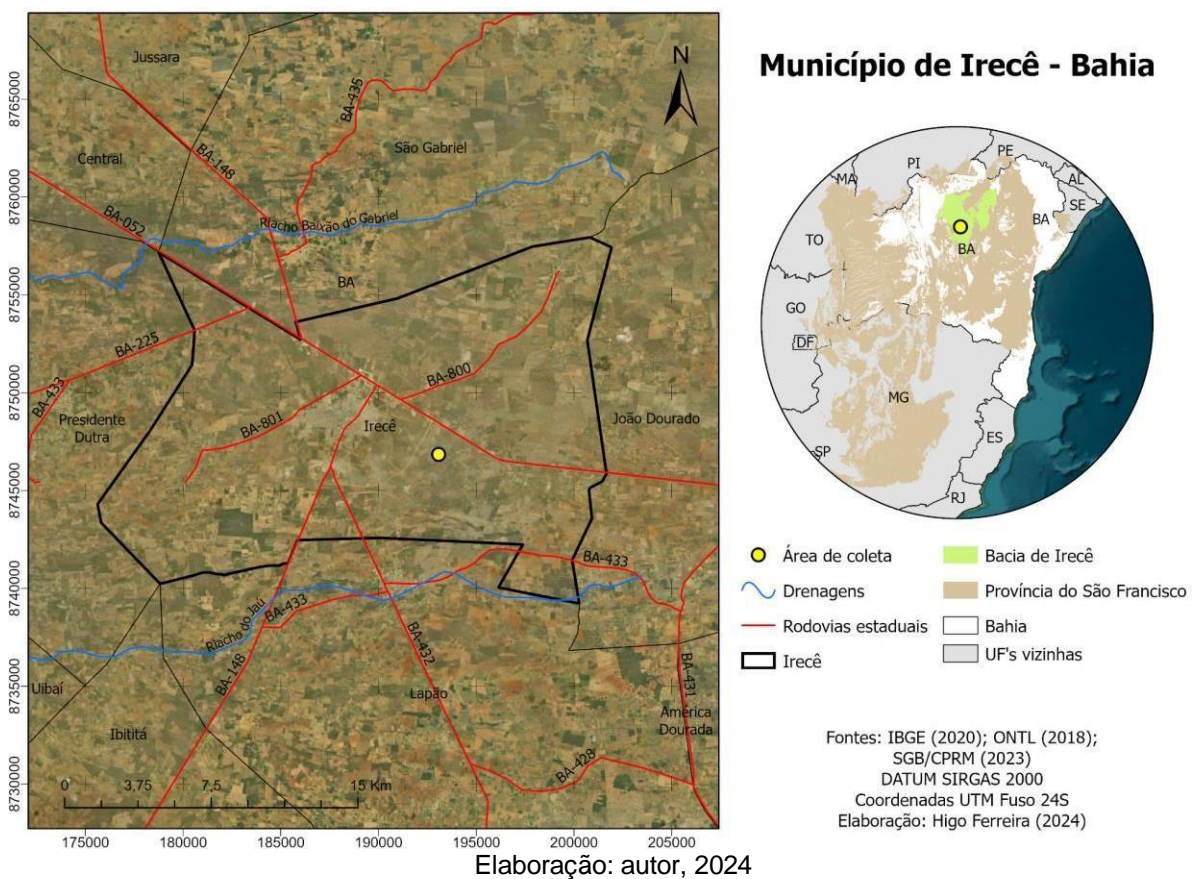 Jussara
BA-435
N
8765000
Central
BA-148
São Gabriel
8760000
Riacho Baixão do Gabriel
BA-052
BA
8755000
BA-225
BA-433
BA-800
8750000
Presidente
Dutra
BA-801
Irecê
João Dourado
8745000
BA-433
8740000
Riacho do Jaú
BA-433
BA-148
BA-432
8735000
Uibaí
Lapão
BA-431
Ibititá
América
Dourada
BA-428
8730000
0 3,75 7,5 15 Km
175000 180000 185000 190000 195000 200000 205000
Município de Irecê - Bahia
PI
PE
MA
AL
SE
BA
TO
BA
GO
DF
MG
ES
SP
RJ
Área de coleta
Drenagens
Rodovias estaduais
Irecê
Bacia de Irecê
Província do São Francisco
Bahia
UF's vizinhas
Fontes: IBGE (2020); ONTL (2018);
SGB/CPRM (2023)
DATUM SIRGAS 2000
Coordenadas UTM Fuso 24S
Elaboração: Higo Ferreira (2024)
Elaboração: autor, 2024